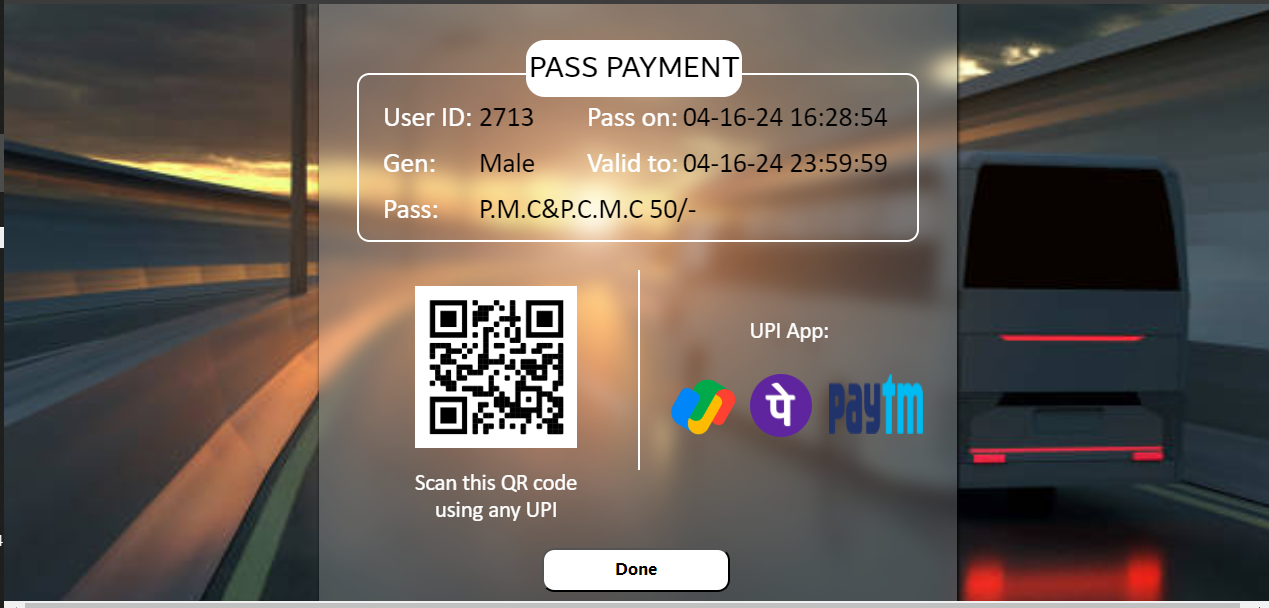 PASS PAYMENT
User ID: 2713 Pass on: 04-16-24 16:28:54
Gen: Male Valid to: 04-16-24 23:59:59
Pass: P.M.C&P.C.M.C 50/-
UPI App:
पे paytm
Scan this QR code
using any UPI
Done